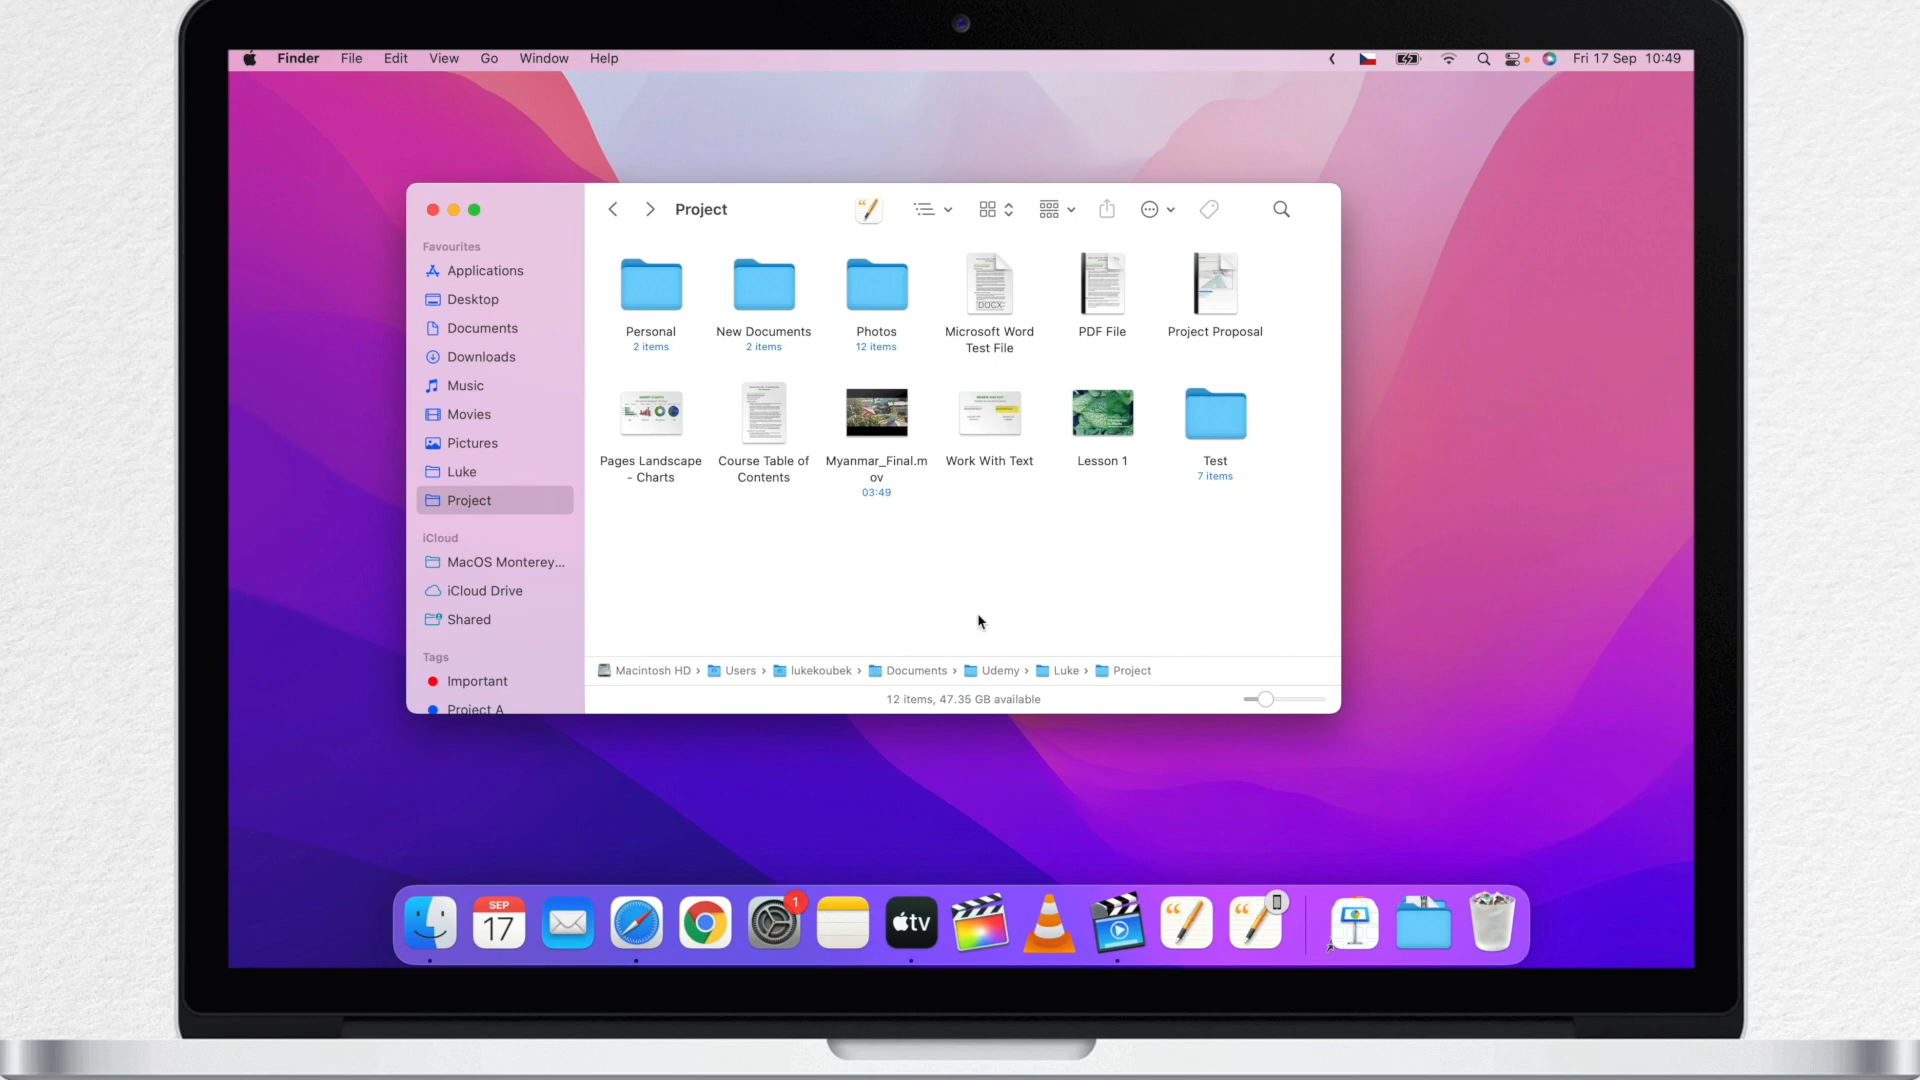 Finder File Edit View Go Window Help Fri 17 Sep 10:49
Project
Favourites
Applications
Desktop
Documents
Downloads
Music
Movies
Pictures
Luke
Project
iCloud
MacOS Monterey...
iCloud Drive
Shared
Tags
Important
Project A
Personal
2 items
New Documents
2 items
Photos
12 items
DOCX
Microsoft Word
Test File
PDF File
Project Proposal
Pages Landscape
- Charts
Course Table of
Contents
Myanmar_Final.m
ov
03:49
Work With Text
Lesson 1
Test
7 items
Macintosh HD › Users › lukekoubek › Documents › Udemy › Luke › Project
12 items, 47.35 GB available
SEP
17
1
tv